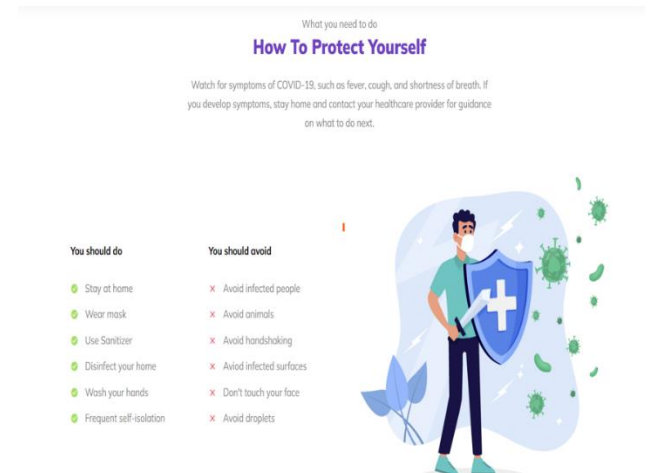 What you need to do
How To Protect Yourself
Watch for symptoms of COVID-19, such as fever, cough, and shortness of breath. If
you develop symptoms, stay home and contact your healthcare provider for guidance
on what to do next.
You should do
Stay at home
Wear mask
Use Sanitizer
Disinfect your home
Wash your hands
Frequent self-isolation
You should avoid
Avoid infected people
Avoid animals
Avoid handshaking
Aviod infected surfaces
Don't touch your face
Avoid droplets